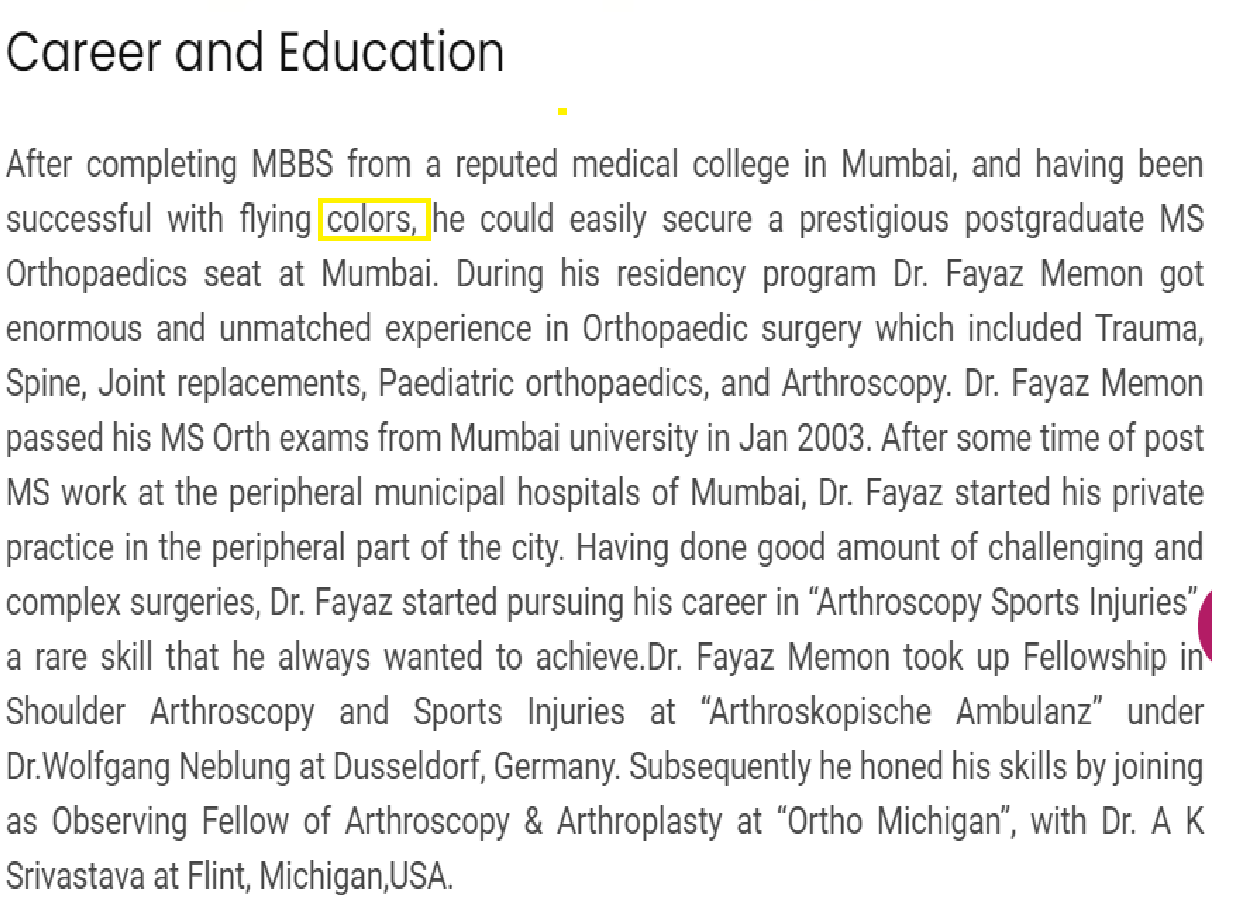 Career and Education
After completing MBBS from a reputed medical college in Mumbai, and having been
successful with flying colors, he could easily secure a prestigious postgraduate MS
Orthopaedics seat at Mumbai. During his residency program Dr. Fayaz Memon got
enormous and unmatched experience in Orthopaedic surgery which included Trauma,
Spine, Joint replacements, Paediatric orthopaedics, and Arthroscopy. Dr. Fayaz Memon
passed his MS Orth exams from Mumbai university in Jan 2003. After some time of post
MS work at the peripheral municipal hospitals of Mumbai, Dr. Fayaz started his private
practice in the peripheral part of the city. Having done good amount of challenging and
complex surgeries, Dr. Fayaz started pursuing his career in “Arthroscopy Sports Injuries”
a rare skill that he always wanted to achieve.Dr. Fayaz Memon took up Fellowship in
Shoulder Arthroscopy and Sports Injuries at “Arthroskopische Ambulanz” under
Dr.Wolfgang Neblung at Dusseldorf, Germany. Subsequently he honed his skills by joining
as Observing Fellow of Arthroscopy & Arthroplasty at “Ortho Michigan”, with Dr. A K
Srivastava at Flint, Michigan,USA.